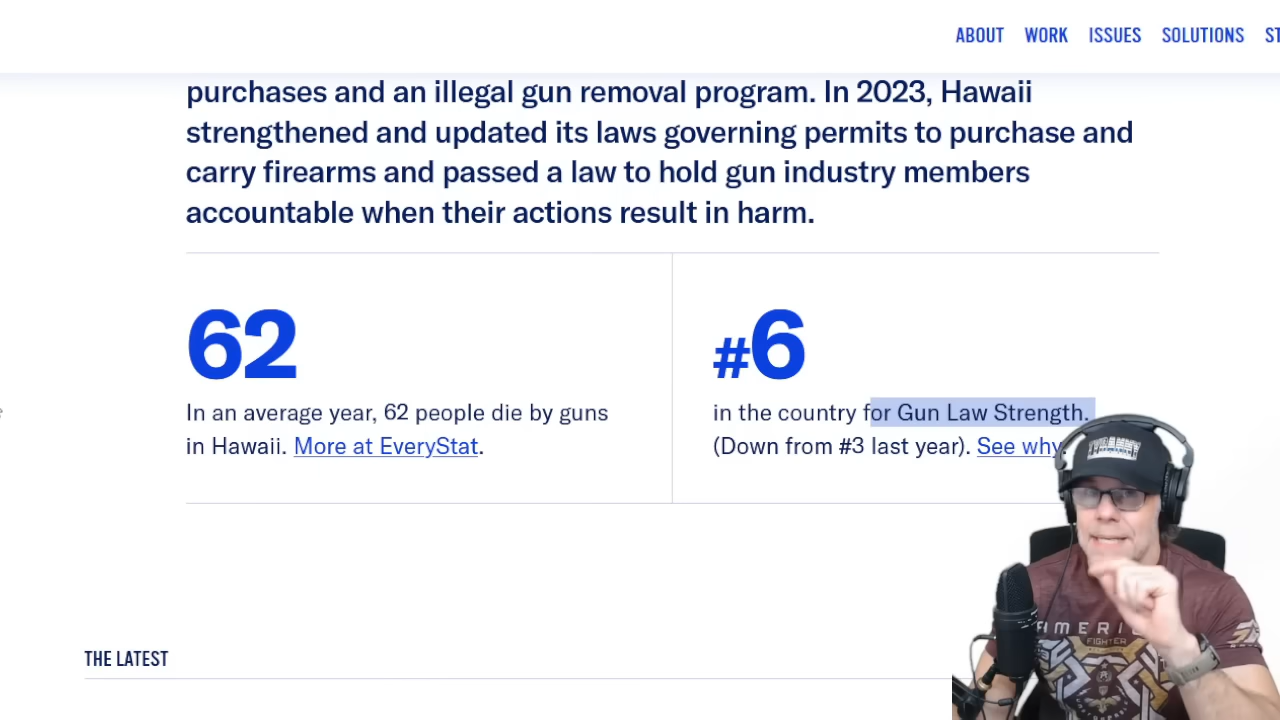 ABOUT WORK ISSUES SOLUTIONS ST
purchases and an illegal gun removal program. In 2023, Hawaii
strengthened and updated its laws governing permits to purchase and
carry firearms and passed a law to hold gun industry members
accountable when their actions result in harm.
62
In an average year, 62 people die by guns
in Hawaii. More at EveryStat.
#6
in the country for Gun Law Strength.
(Down from #3 last year). See why.
THE LATEST
AMERIC
FIGHTER